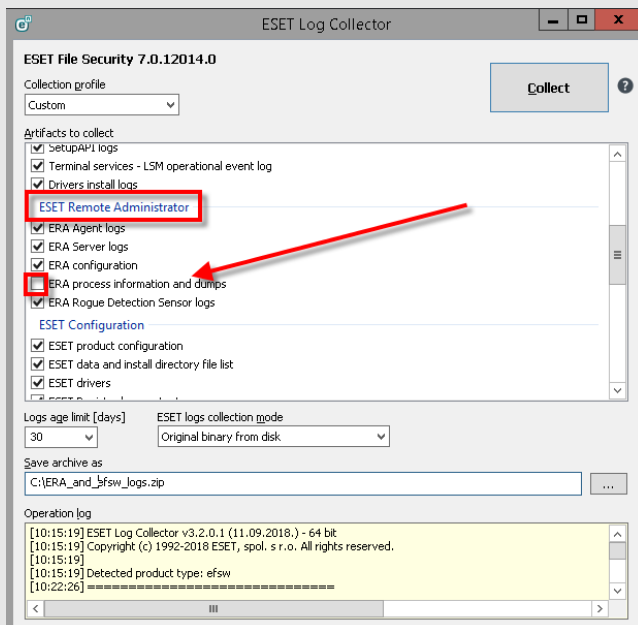 ESET Log Collector
ESET File Security 7.0.12014.0
Collection profile
Custom
Collect
?
Artifacts to collect
SetupAPI logs
Terminal services - LSM operational event log
Drivers install logs
ESET Remote Administrator
ERA Agent logs
ERA Server logs
ERA configuration
ERA process information and dumps
ERA Rogue Detection Sensor logs
ESET Configuration
ESET product configuration
ESET data and install directory file list
ESET drivers
Logs age limit [days]
ESET logs collection mode
30
Original binary from disk
Save archive as
C:\ERA_and_efsw_logs.zip
...
Operation log
[10:15:19] ESET Log Collector v3.2.0.1 (11.09.2018.) - 64 bit
[10:15:19] Copyright (c) 1992-2018 ESET, spol. s r.o. All rights reserved.
[10:15:19]
[10:15:19] Detected product type: efsw
[10:22:26] ==============================